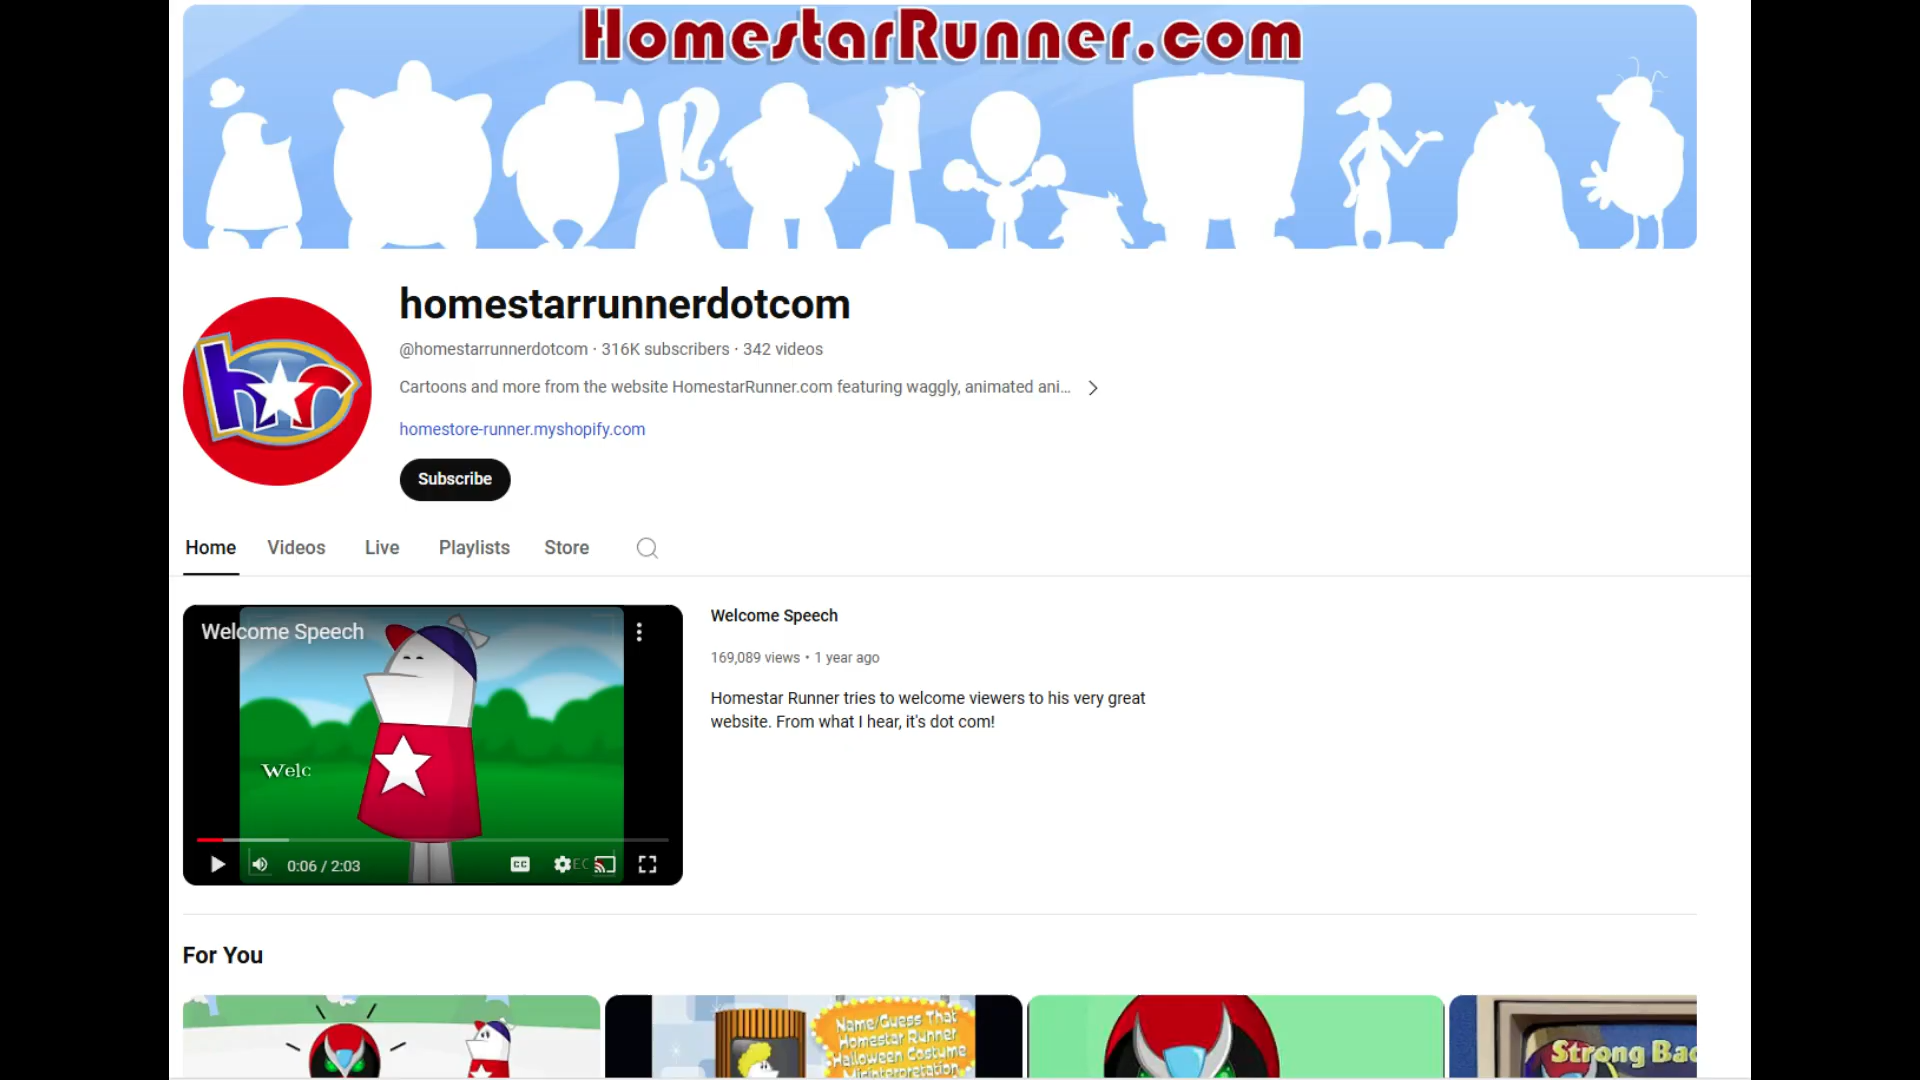 HomestarRunner.com
homestarrunnerdotcom
@homestarrunnerdotcom · 316K subscribers · 342 videos
Cartoons and more from the website HomestarRunner.com featuring waggly, animated ani...
homestore-runner.myshopify.com
Subscribe
Home Videos Live Playlists Store
Welcome Speech
Welc
0:06 / 2:03
CC
Welcome Speech
169,089 views • 1 year ago
Homestar Runner tries to welcome viewers to his very great
website. From what I hear, it's dot com!
For You
Name/Guess That
Homestar Runner
Halloween Costume
Misinterpretation
Strong Bad